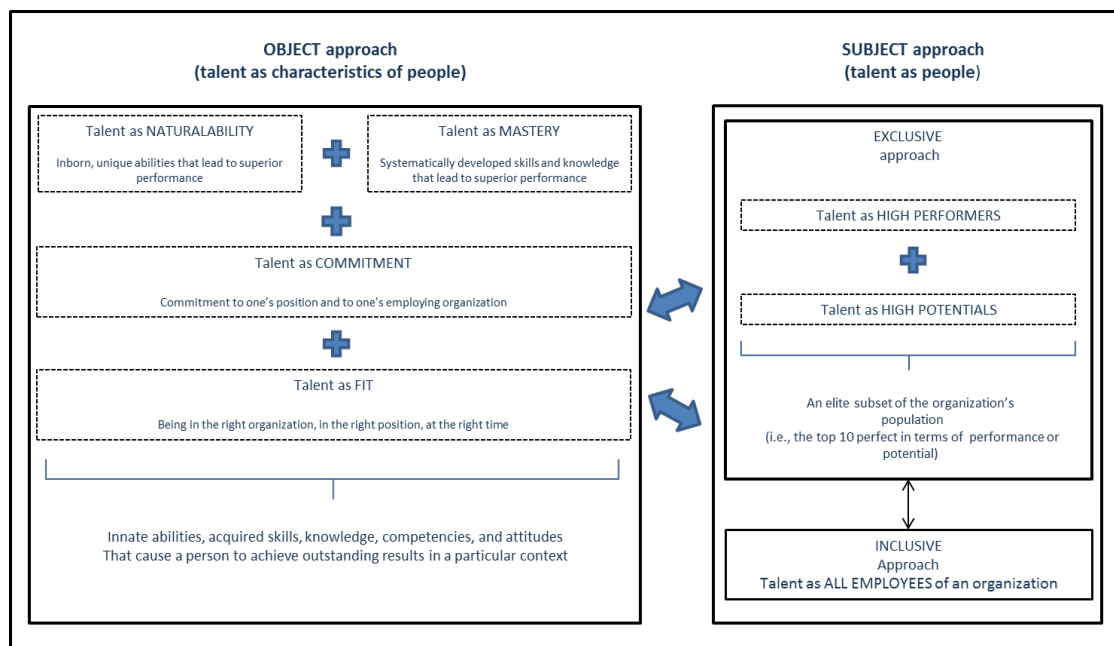 OBJECT approach
(talent as characteristics of people)
Talent as NATURALABILITY
Inborn, unique abilities that lead to superior
performance
Talent as MASTERY
Systematically developed skills and knowledge
that lead to superior performance
Talent as COMMITMENT
Commitment to one’s position and to one's employing organization
Talent as FIT
Being in the right organization, in the right position, at the right time
Innate abilities, acquired skills, knowledge, competencies, and attitudes
That cause a person to achieve outstanding results in a particular context
SUBJECT approach
(talent as people)
EXCLUSIVE
approach
Talent as HIGH PERFORMERS
Talent as HIGH POTENTIALS
An elite subset of the organization’s
population
(i.e., the top 10 perfect in terms of performance or
potential)
INCLUSIVE
Approach
Talent as ALL EMPLOYEES of an organization